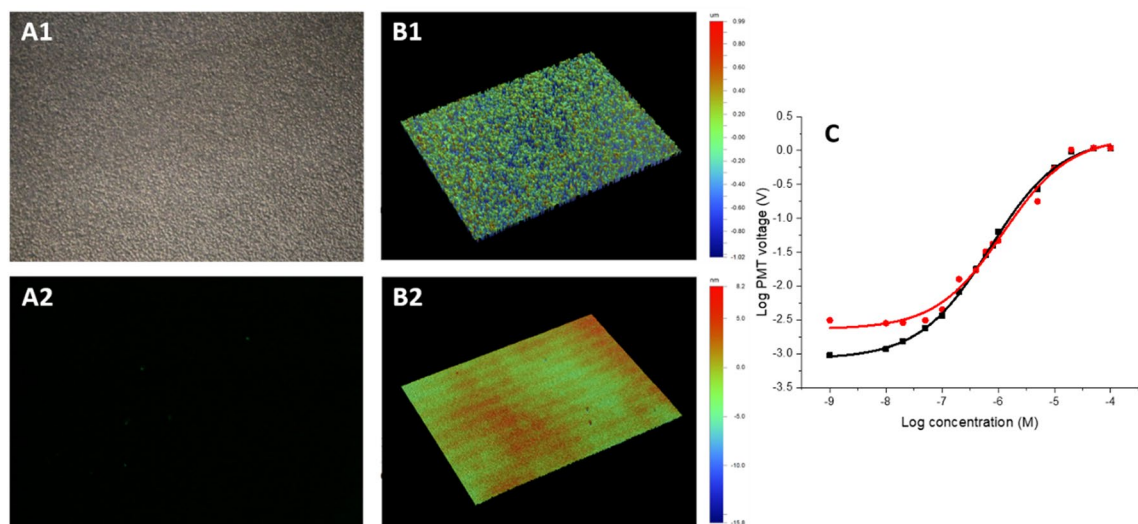 A1
B1
um
0.99
0.80
0.60
0.40
0.20
-0.00
-0.20
-0.40
-0.60
-0.80
-1.02
A2
B2
nm
8.2
5.0
0.0
-5.0
-10.0
-15.8
C
Log PMT voltage (V)
0.5
0.0
-0.5
-1.0
-1.5
-2.0
-2.5
-3.0
-3.5
-9 -8 -7 -6 -5 -4
Log concentration (M)